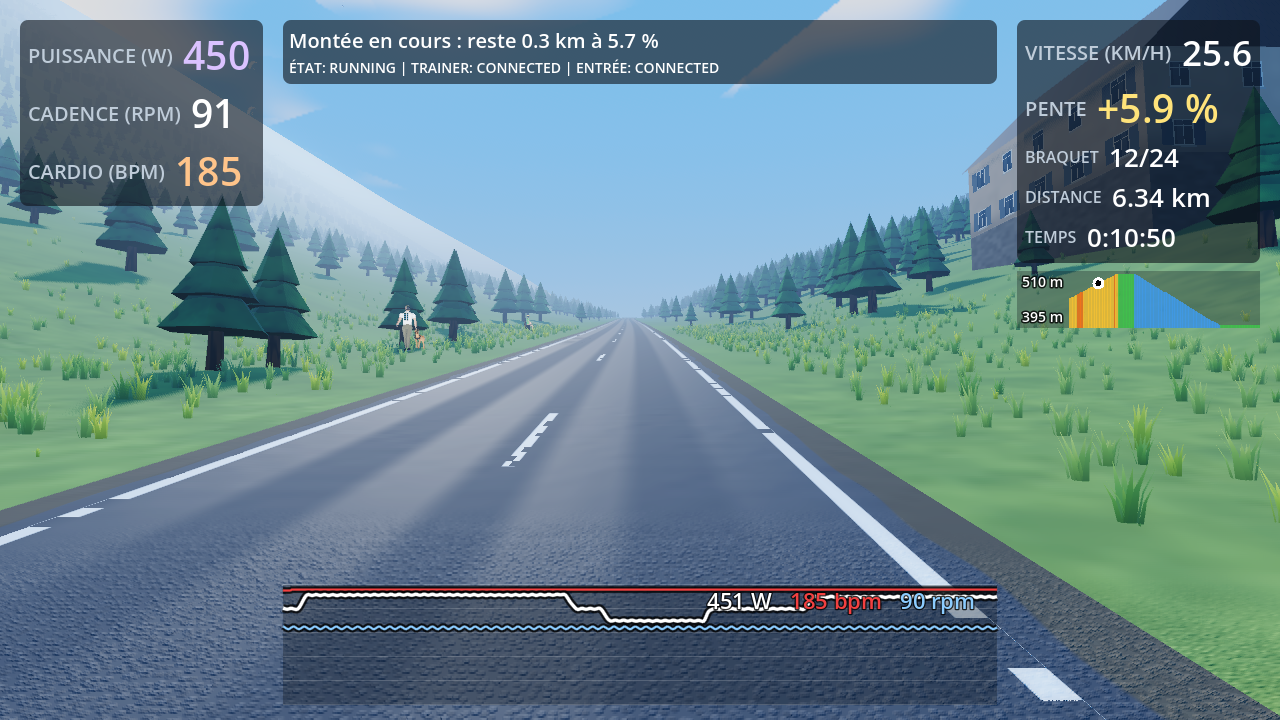 PUISSANCE (W) 450
CADENCE (RPM) 91
CARDIO (BPM) 185
Montée en cours : reste 0.3 km à 5.7 %
ÉTAT: RUNNING | TRAINER: CONNECTED | ENTRÉE: CONNECTED
VITESSE (KM/H) 25.6
PENTE +5.9 %
BRAQUET 12/24
DISTANCE 6.34 km
TEMPS 0:10:50
510 m
395 m
451 W 185 bpm 90 rpm